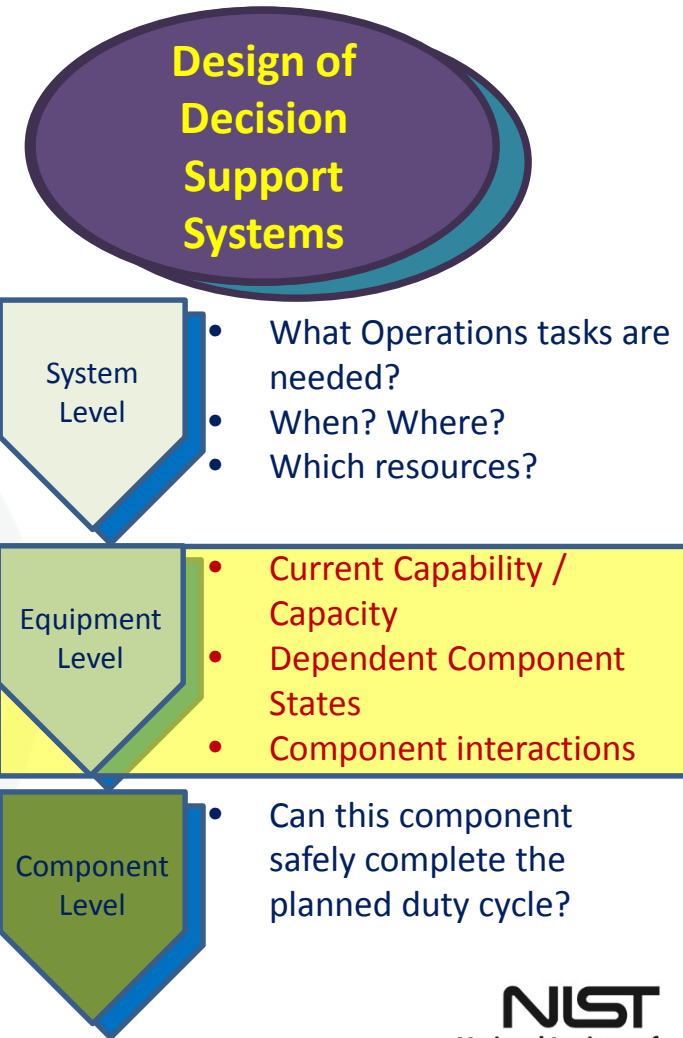 Design of
Decision
Support
Systems
System
Level
• What Operations tasks are
needed?
• When? Where?
• Which resources?
Equipment
Level
• Current Capability /
Capacity
• Dependent Component
States
• Component interactions
Component
Level
• Can this component
safely complete the
planned duty cycle?
NIST